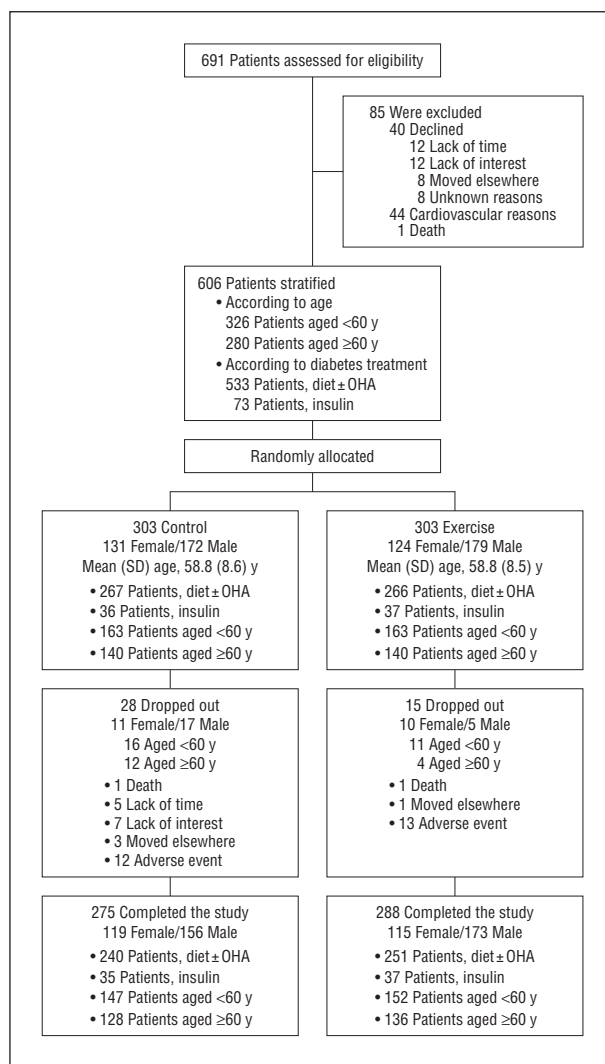 691 Patients assessed for eligibility
85 Were excluded
40 Declined
12 Lack of time
12 Lack of interest
8 Moved elsewhere
8 Unknown reasons
44 Cardiovascular reasons
1 Death
606 Patients stratified
• According to age
326 Patients aged <60 y
280 Patients aged ≥60 y
• According to diabetes treatment
533 Patients, diet ± OHA
73 Patients, insulin
Randomly allocated
303 Control
131 Female/172 Male
Mean (SD) age, 58.8 (8.6) y
• 267 Patients, diet ± OHA
• 36 Patients, insulin
• 163 Patients aged <60 y
• 140 Patients aged ≥60 y
303 Exercise
124 Female/179 Male
Mean (SD) age, 58.8 (8.5) y
• 266 Patients, diet ± OHA
• 37 Patients, insulin
• 163 Patients aged <60 y
• 140 Patients aged ≥60 y
28 Dropped out
11 Female/17 Male
16 Aged <60 y
12 Aged ≥60 y
• 1 Death
• 5 Lack of time
• 7 Lack of interest
• 3 Moved elsewhere
• 12 Adverse event
15 Dropped out
10 Female/5 Male
11 Aged <60 y
4 Aged ≥60 y
• 1 Death
• 1 Moved elsewhere
• 13 Adverse event
275 Completed the study
119 Female/156 Male
• 240 Patients, diet ± OHA
• 35 Patients, insulin
• 147 Patients aged <60 y
• 128 Patients aged ≥60 y
288 Completed the study
115 Female/173 Male
• 251 Patients, diet ± OHA
• 37 Patients, insulin
• 152 Patients aged <60 y
• 136 Patients aged ≥60 y